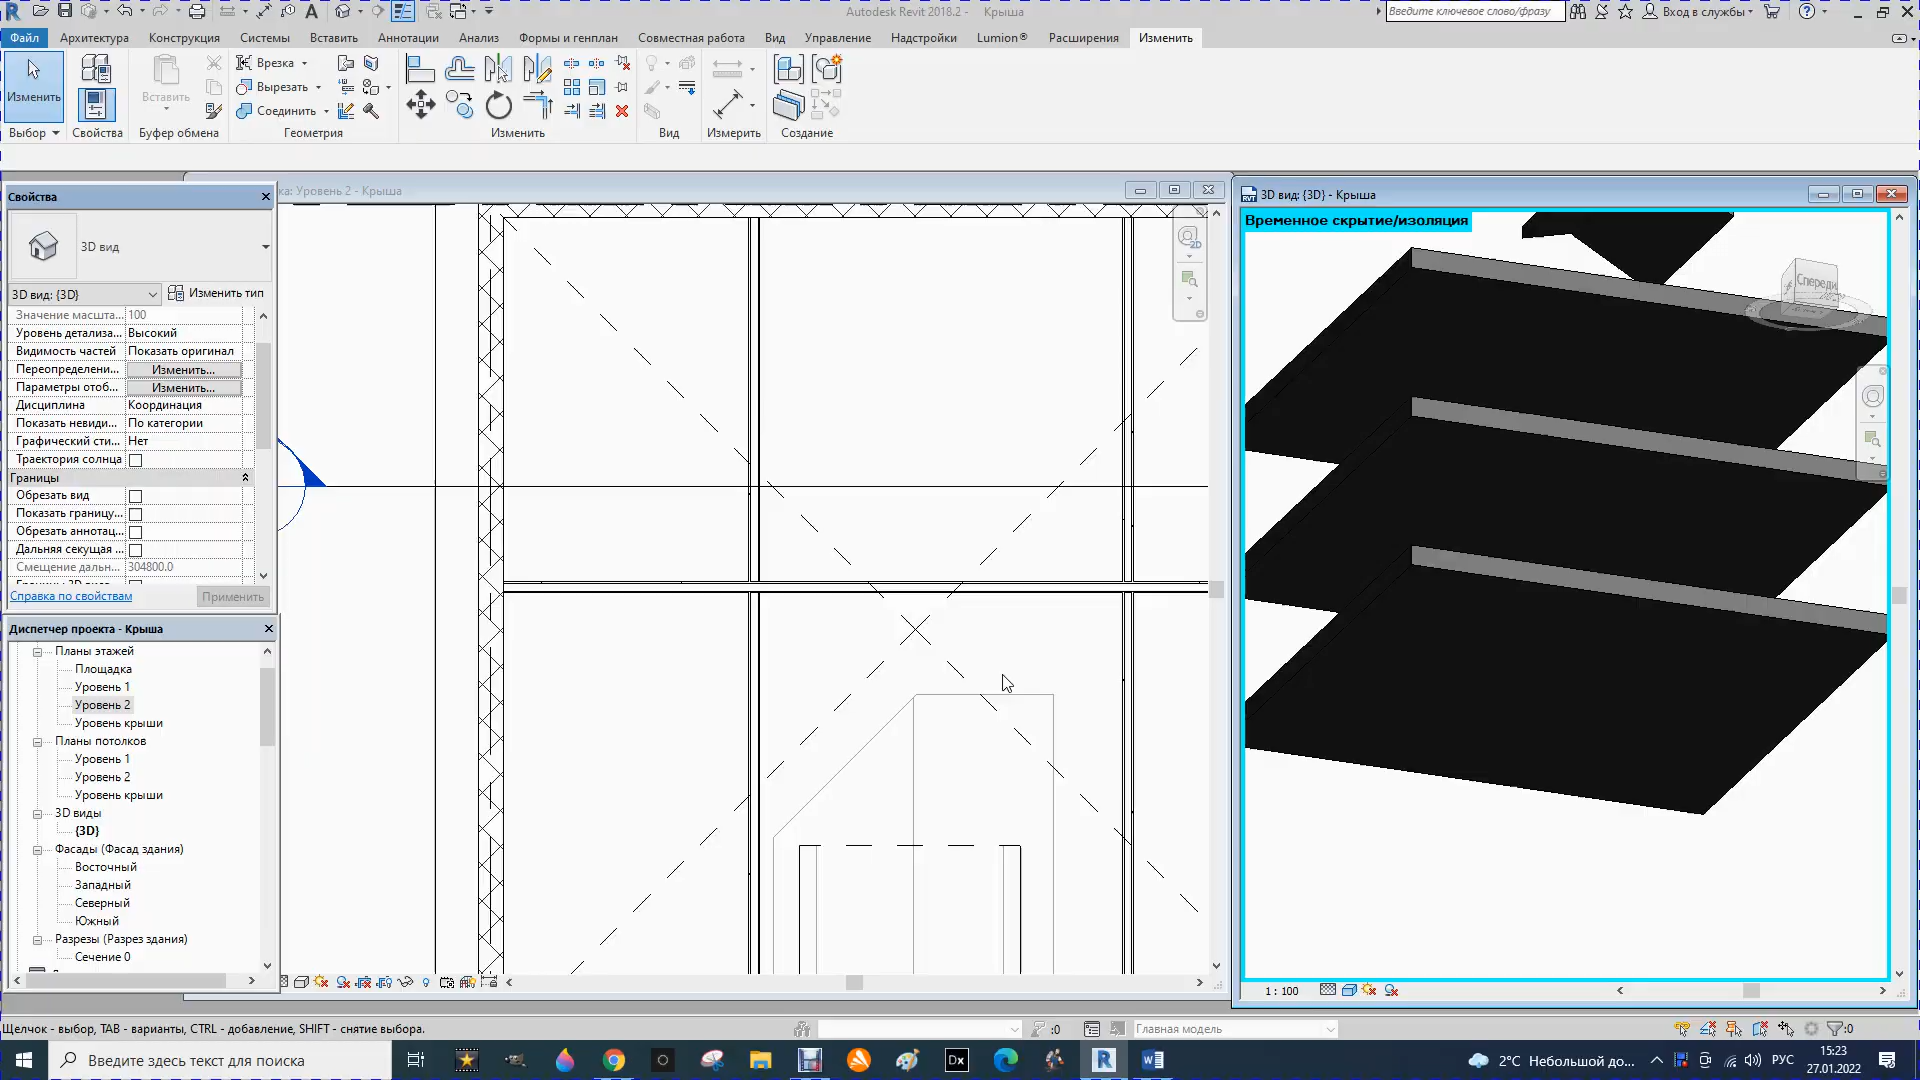 Autodesk Revit 2018.2 - Крыша
Введите ключевое слово/фразу
Вход в службы
Файл Архитектура Конструкция Системы Вставить Аннотации Анализ Формы и генплан Совместная работа Вид Управление Надстройки Lumion® Расширения Изменить
Изменить
Вставить
Врезка
Вырезать
Соединить
Выбор Свойства Буфер обмена Геометрия Изменить Вид Измерить Создание
Свойства
3D вид
3D вид: {3D}
Изменить тип
Значение масшта... 100
Уровень детализа... Высокий
Видимость частей Показать оригинал
Переопределени... Изменить...
Параметры отоб... Изменить...
Дисциплина Координация
Показать невиди... По категории
Графический сти... Нет
Траектория солнца
Границы
Обрезать вид
Показать границу...
Обрезать аннотац...
Дальняя секущая ...
Смещение дальн... 304800.0
Справка по свойствам
Применить
Диспетчер проекта - Крыша
Планы этажей
Площадка
Уровень 1
Уровень 2
Уровень крыши
Планы потолков
Уровень 1
Уровень 2
Уровень крыши
3D виды
{3D}
Фасады (Фасад здания)
Восточный
Западный
Северный
Южный
Разрезы (Разрез здания)
Сечение 0
ка: Уровень 2 - Крыша
2D
3D вид: {3D} - Крыша
Временное скрытие/изоляция
Спереди
1 : 100
Щелчок - выбор, TAB - варианты, CTRL - добавление, SHIFT - снятие выбора.
:0
Главная модель
:0
Введите здесь текст для поиска
Dx
2°C Небольшой до...
РУС
15:23
27.01.2022